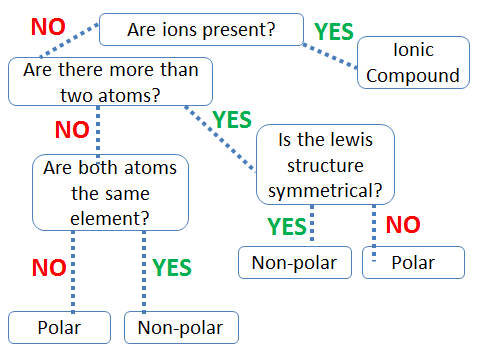 NO
Are ions present?
YES
Ionic
Compound
Are there more than
two atoms?
NO
YES
Are both atoms
the same
element?
Is the lewis
structure
symmetrical?
YES
NO
Non-polar
Polar
NO
YES
Polar
Non-polar